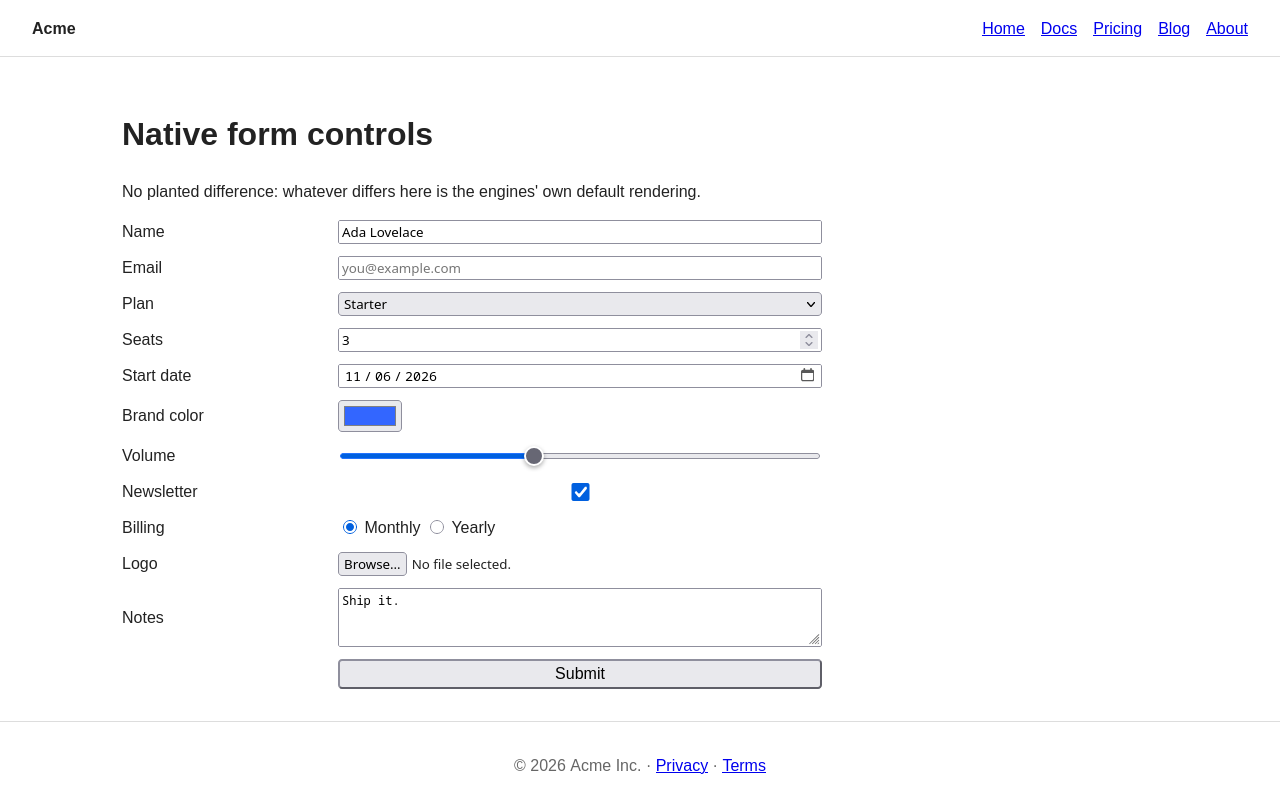 Acme Home Docs Pricing Blog About
Native form controls
No planted difference: whatever differs here is the engines' own default rendering.
Name Ada Lovelace
Email you@example.com
Plan Starter
Seats 3
Start date 11 / 06 / 2026
Brand color
Volume
Newsletter
Billing Monthly Yearly
Logo Browse... No file selected.
Notes Ship it.
Submit
© 2026 Acme Inc. · Privacy · Terms